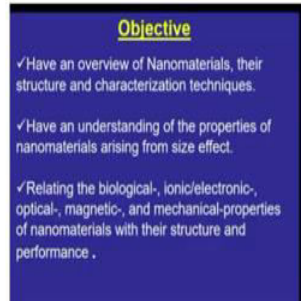 Objective
✓Have an overview of Nanomaterials, their
structure and characterization techniques.
✓Have an understanding of the properties of
nanomaterials arising from size effect.
✓Relating the biological-, ionic/electronic-,
optical-, magnetic-, and mechanical-properties
of nanomaterials with their structure and
performance .